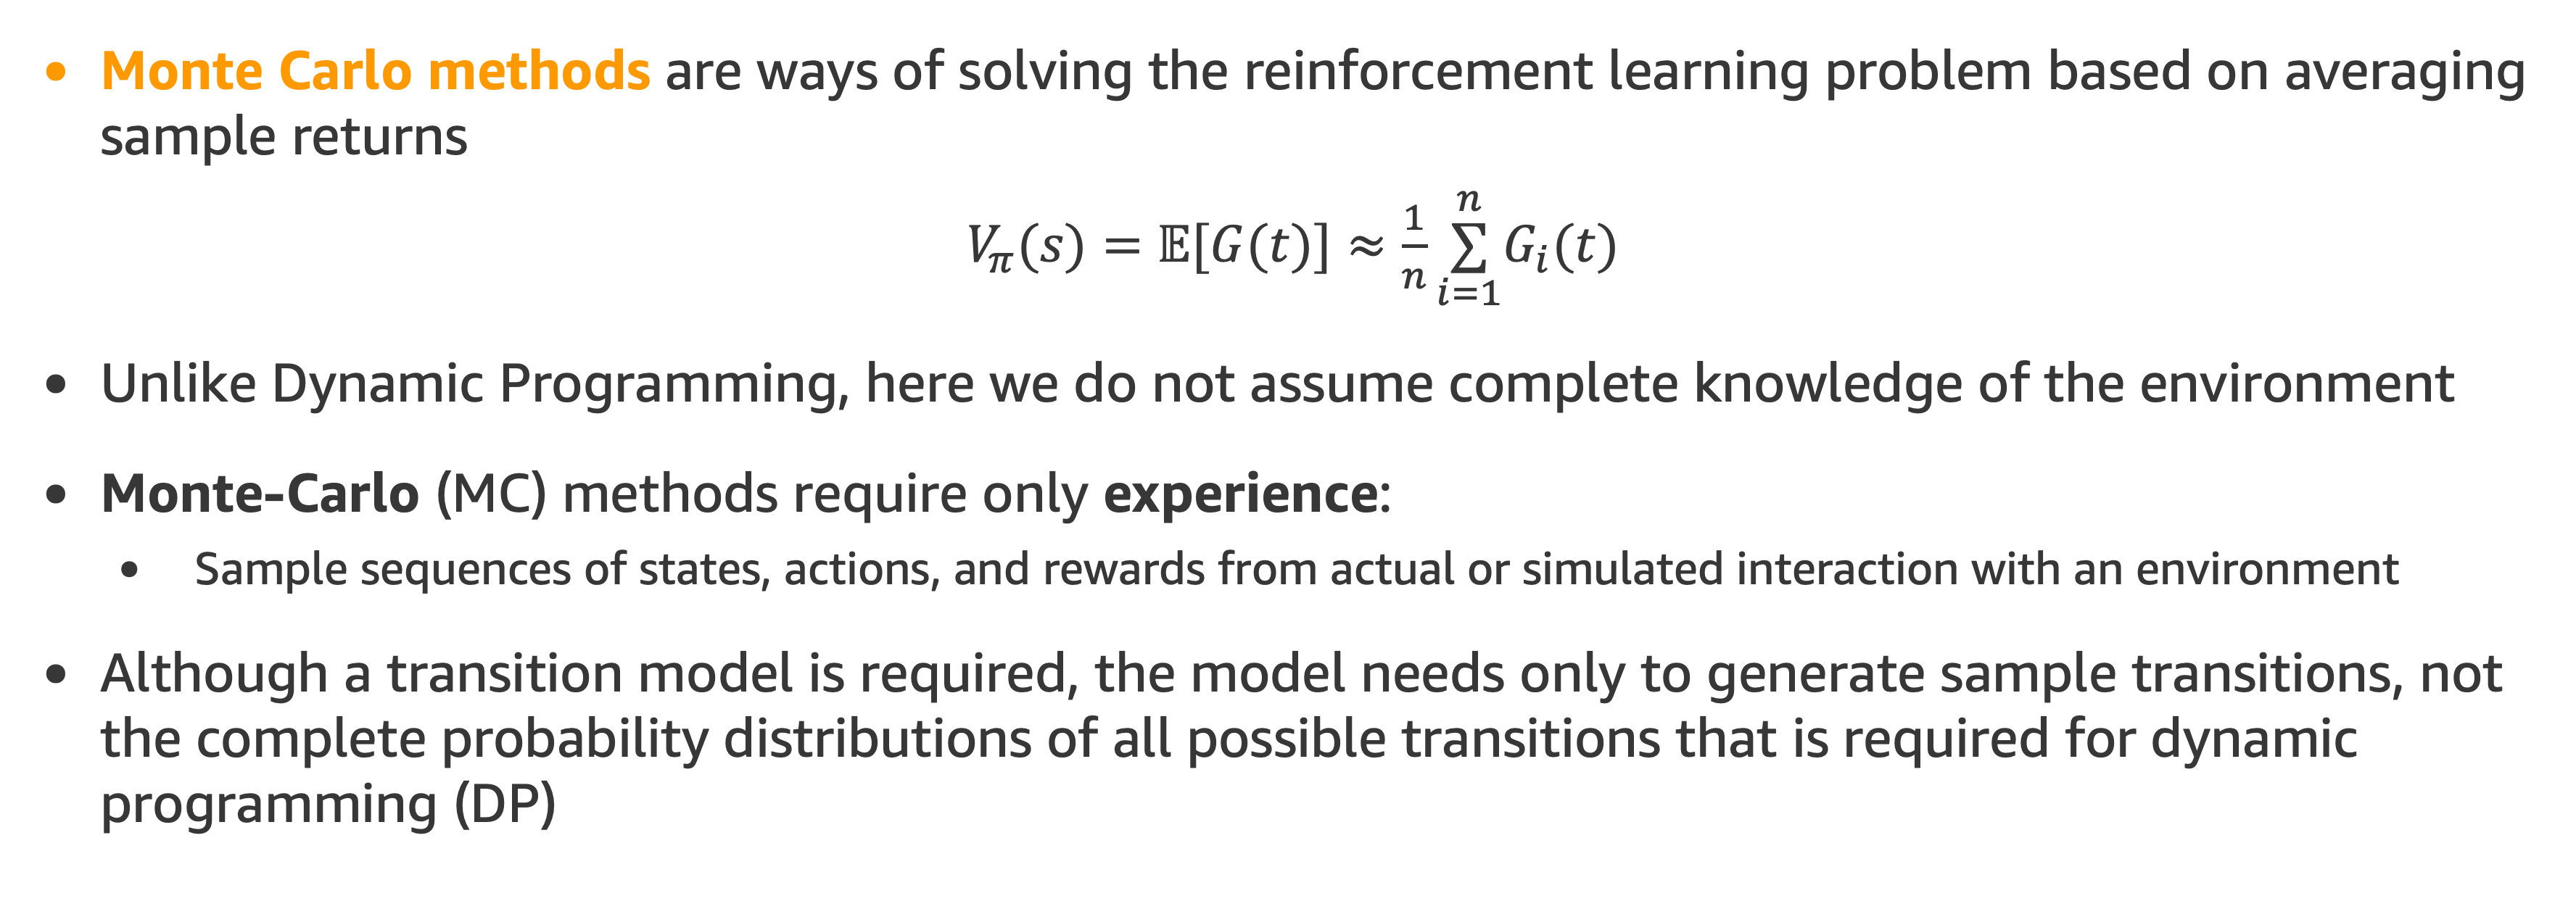 • Monte Carlo methods are ways of solving the reinforcement learning problem based on averaging
sample returns
V_π(s) = 𝔼[G(t)] ≈ 1/n ∑_{i=1}^{n} G_i(t)
• Unlike Dynamic Programming, here we do not assume complete knowledge of the environment
• Monte-Carlo (MC) methods require only experience:
• Sample sequences of states, actions, and rewards from actual or simulated interaction with an environment
• Although a transition model is required, the model needs only to generate sample transitions, not
the complete probability distributions of all possible transitions that is required for dynamic
programming (DP)